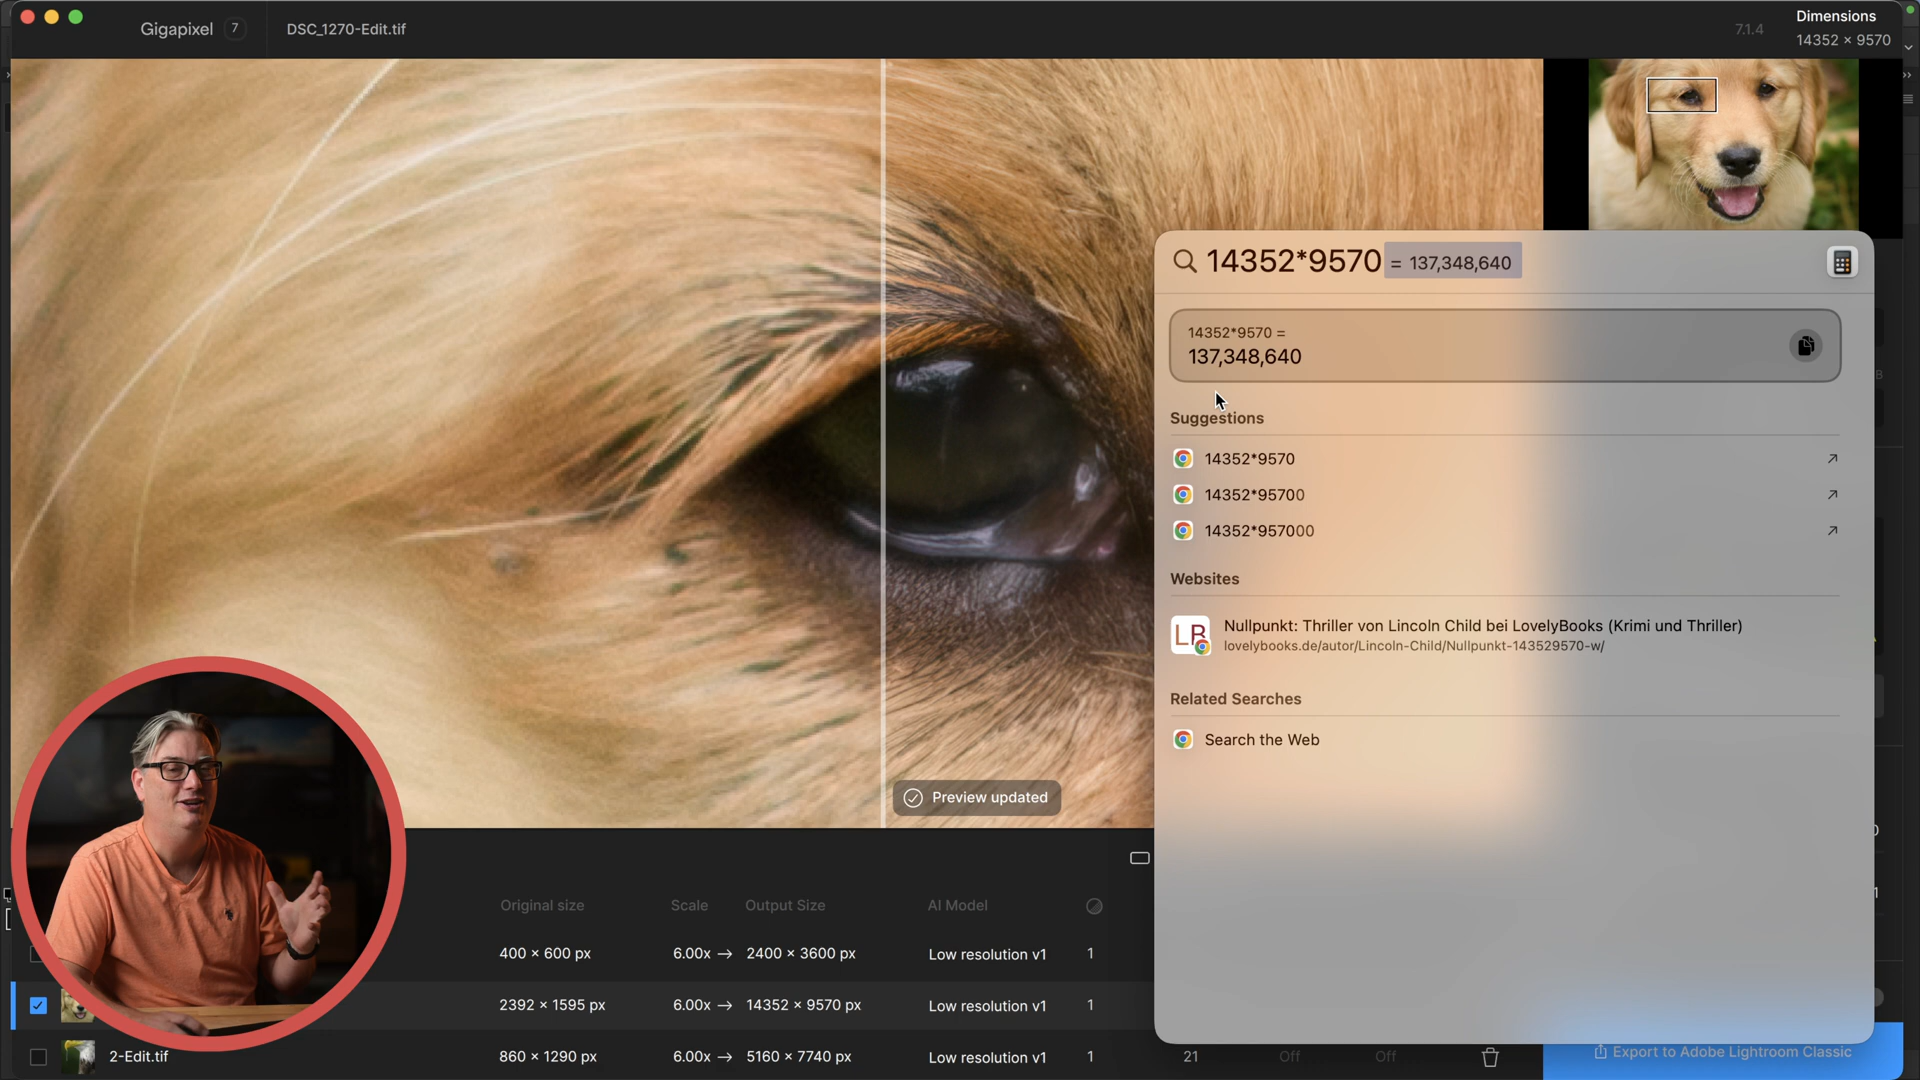 Gigapixel 7
DSC_1270-Edit.tif
7.1.4
Dimensions
14352 × 9570
14352*9570 = 137,348,640
14352*9570 =
137,348,640
Suggestions
14352*9570
14352*95700
14352*957000
Websites
LB
Nullpunkt: Thriller von Lincoln Child bei LovelyBooks (Krimi und Thriller)
lovelybooks.de/autor/Lincoln-Child/Nullpunkt-143529570-w/
Related Searches
Search the Web
Preview updated
Original size Scale Output Size AI Model
400 × 600 px 6.00x → 2400 × 3600 px Low resolution v1 1
2392 × 1595 px 6.00x → 14352 × 9570 px Low resolution v1 1
2-Edit.tif 860 × 1290 px 6.00x → 5160 × 7740 px Low resolution v1 1 21 Off Off
Export to Adobe Lightroom Classic